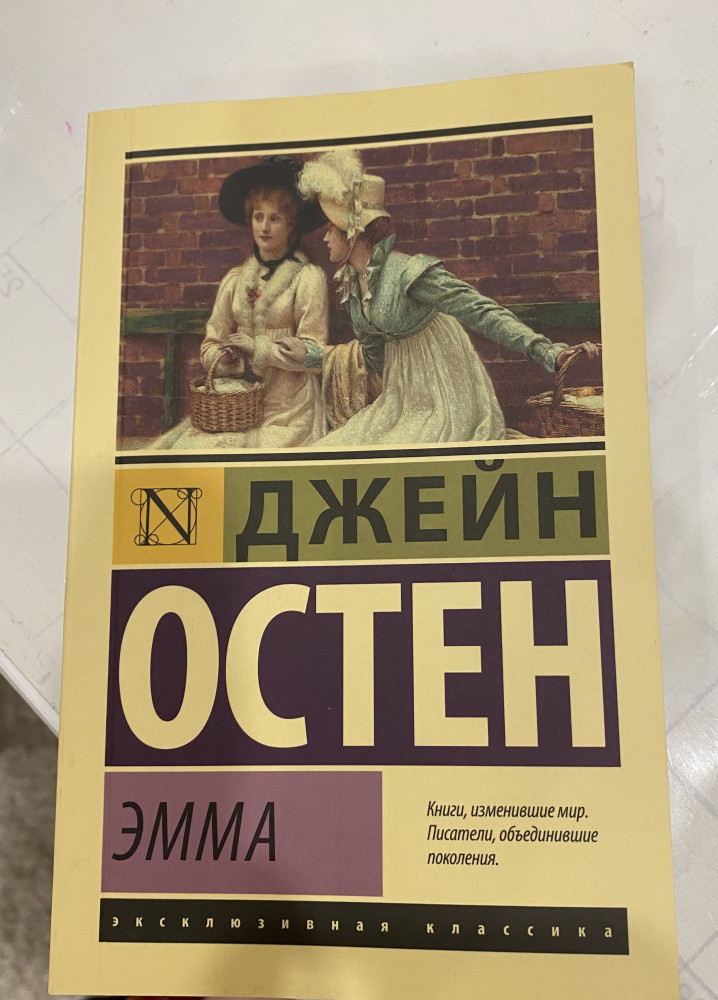 N
ДЖЕЙН
ОСТЕН
ЭММА
Книги, изменившие мир.
Писатели, объединившие
поколения.
эксклюзивная классика